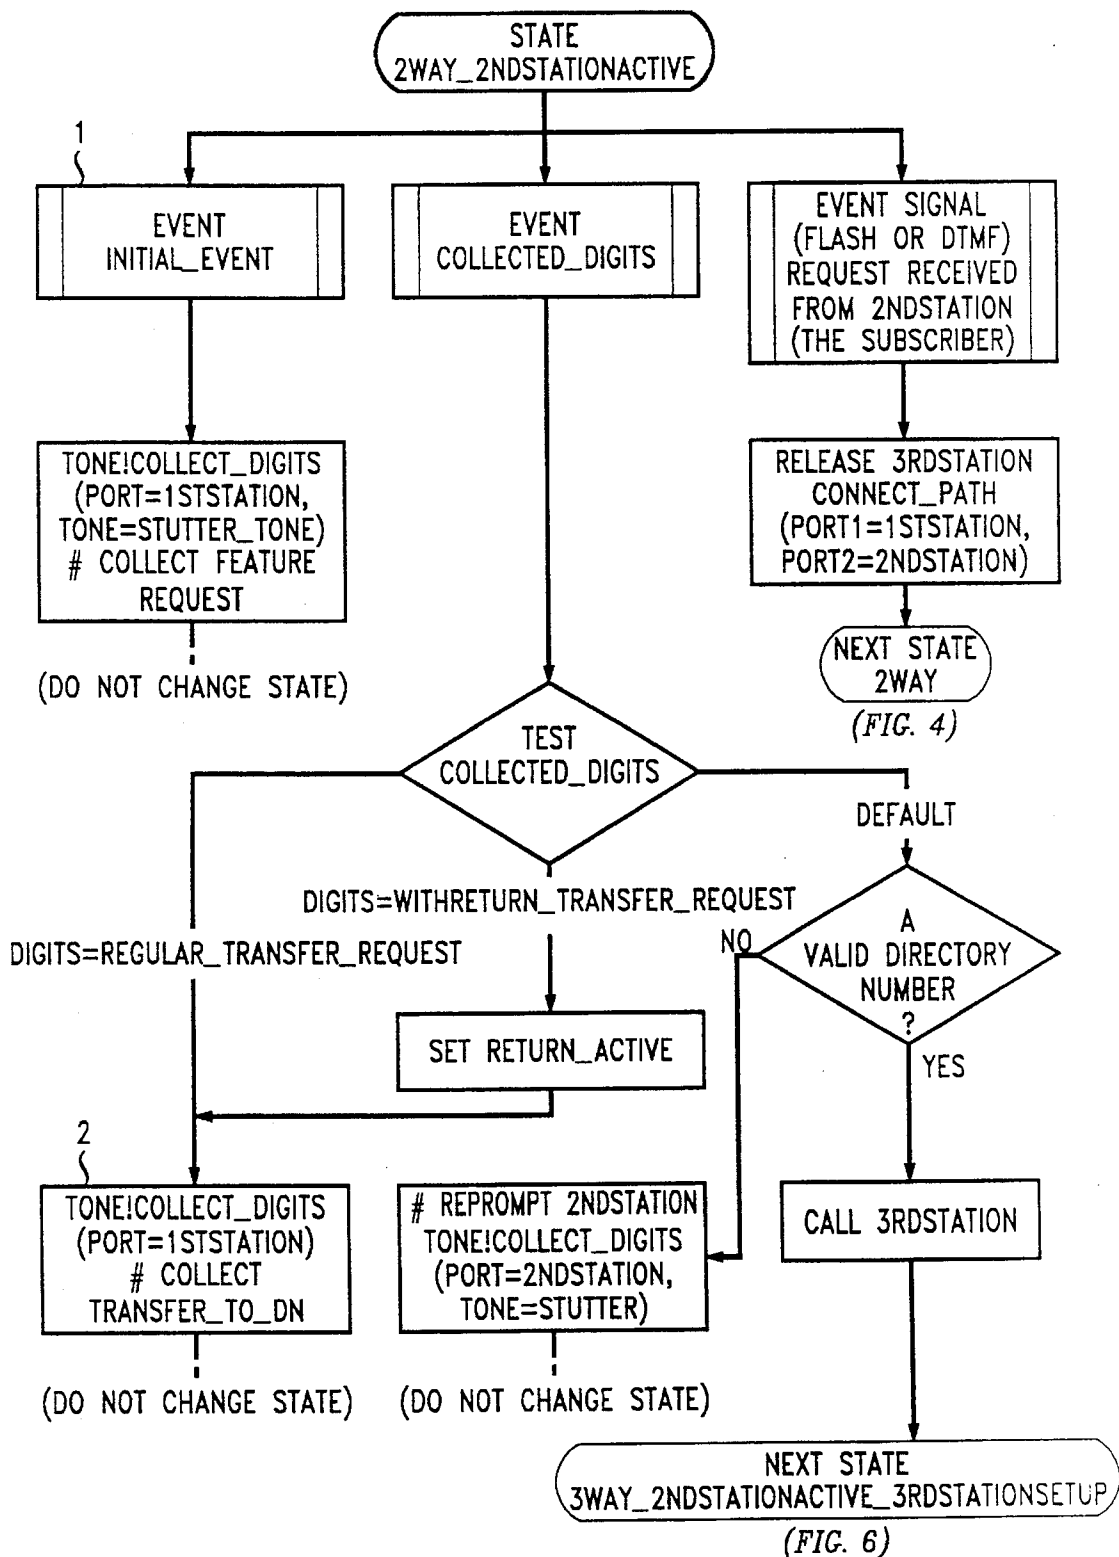 STATE
2WAY_2NDSTATIONACTIVE
1
EVENT
INITIAL_EVENT
EVENT
COLLECTED_DIGITS
EVENT SIGNAL
(FLASH OR DTMF)
REQUEST RECEIVED
FROM 2NDSTATION
(THE SUBSCRIBER)
TONE!COLLECT_DIGITS
(PORT=1STSTATION,
TONE=STUTTER_TONE)
# COLLECT FEATURE
REQUEST
(DO NOT CHANGE STATE)
RELEASE 3RDSTATION
CONNECT_PATH
(PORT1=1STSTATION,
PORT2=2NDSTATION)
NEXT STATE
2WAY
(FIG. 4)
TEST
COLLECTED_DIGITS
DEFAULT
DIGITS=WITHRETURN_TRANSFER_REQUEST
DIGITS=REGULAR_TRANSFER_REQUEST
NO
A
VALID DIRECTORY
NUMBER
?
YES
SET RETURN_ACTIVE
2
TONE!COLLECT_DIGITS
(PORT=1STSTATION)
# COLLECT
TRANSFER_TO_DN
(DO NOT CHANGE STATE)
# REPROMPT 2NDSTATION
TONE!COLLECT_DIGITS
(PORT=2NDSTATION,
TONE=STUTTER)
(DO NOT CHANGE STATE)
CALL 3RDSTATION
NEXT STATE
3WAY_2NDSTATIONACTIVE_3RDSTATIONSETUP
(FIG. 6)